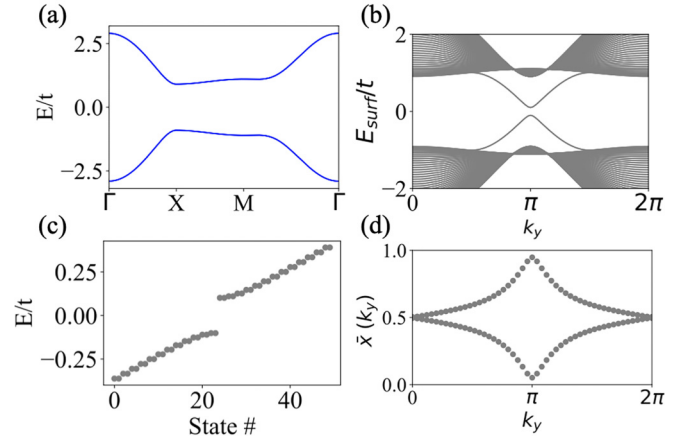 (a)
2.5
0.0
−2.5
E/t
Γ
X
M
Γ
(b)
2
0
−2
E_surf/t
0
π
2π
k_y
(c)
0.25
0.00
−0.25
E/t
0
20
40
State #
(d)
1.0
0.5
0.0
x̄ (k_y)
0
π
2π
k_y